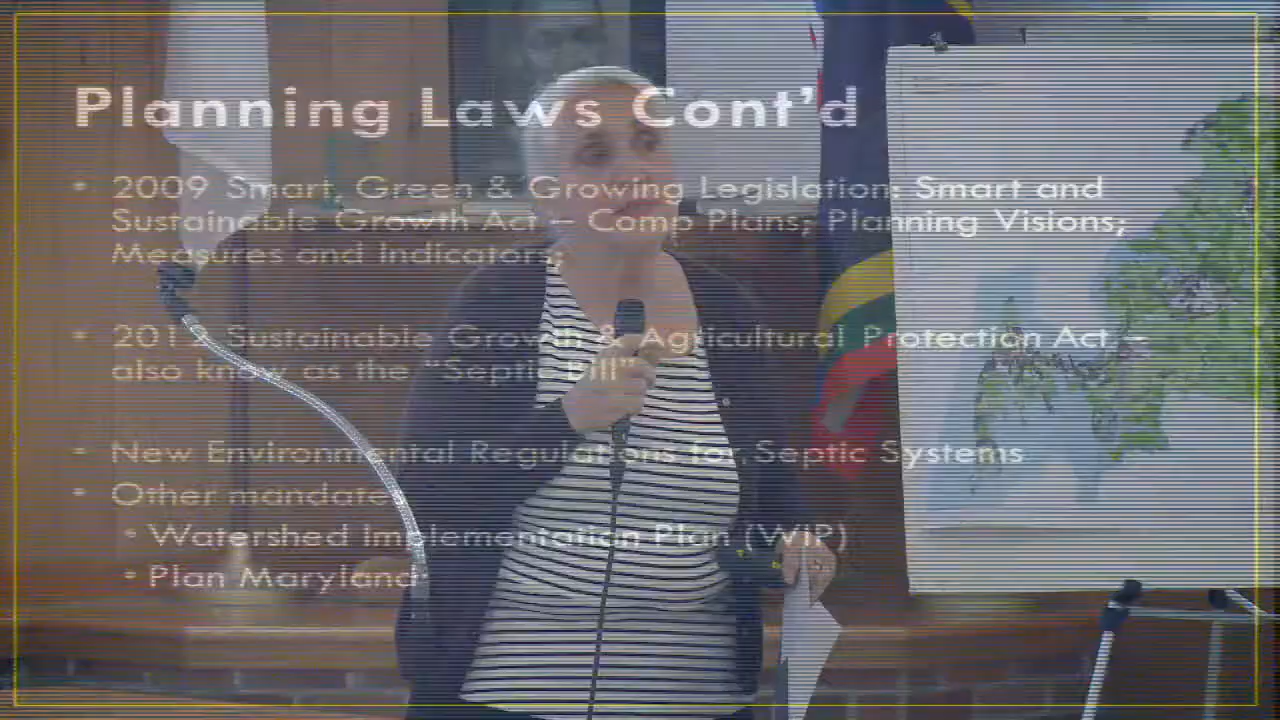 Planning Laws Cont'd
• 2009 Smart, Green & Growing Legislation: Smart and
Sustainable Growth Act – Comp Plans; Planning Visions;
Measures and Indicators;
• 2012 Sustainable Growth & Agricultural Protection Act –
also know as the "Septic Bill"
• New Environmental Regulations for Septic Systems
• Other mandates
• Watershed Implementation Plan (WIP)
• Plan Maryland